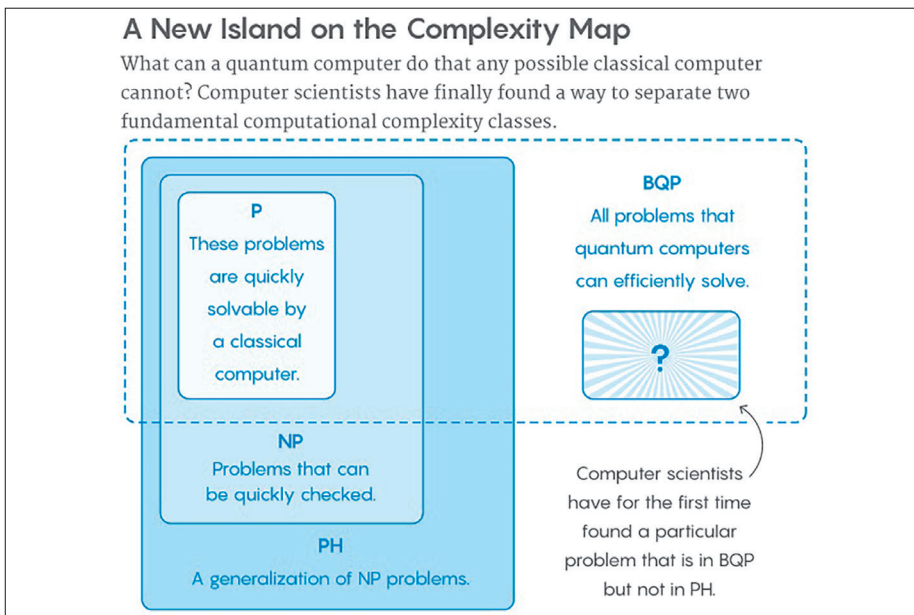 A New Island on the Complexity Map
What can a quantum computer do that any possible classical computer
cannot? Computer scientists have finally found a way to separate two
fundamental computational complexity classes.
P
These problems
are quickly
solvable by
a classical
computer.
BQP
All problems that
quantum computers
can efficiently solve.
?
NP
Problems that can
be quickly checked.
PH
A generalization of NP problems.
Computer scientists
have for the first time
found a particular
problem that is in BQP
but not in PH.